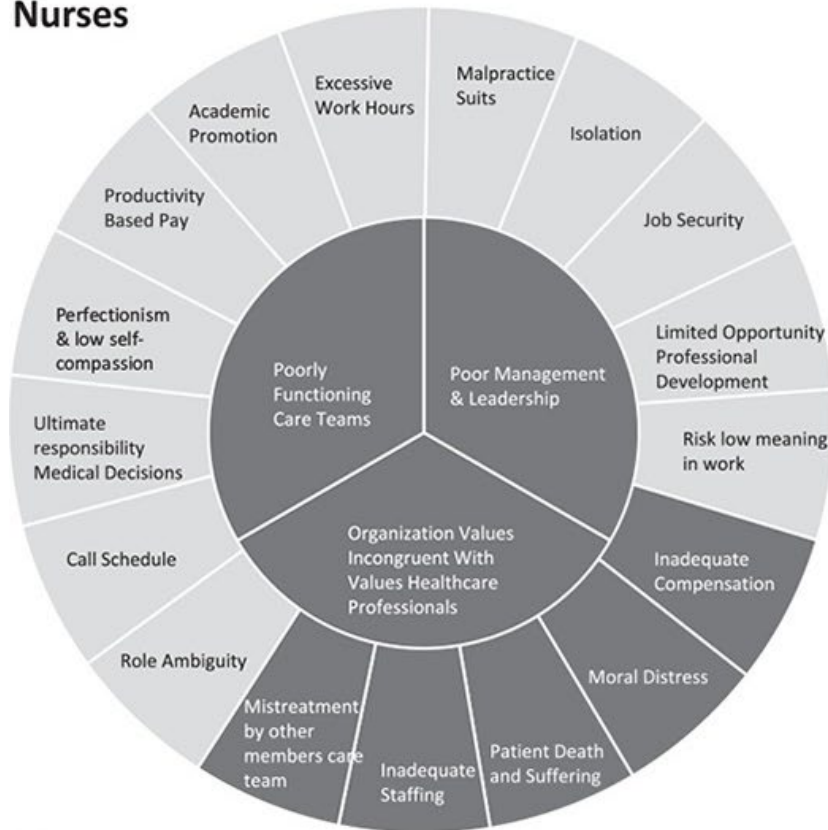 Nurses
Malpractice
Suits
Isolation
Job Security
Limited Opportunity
Professional
Development
Risk low meaning
in work
Inadequate
Compensation
Moral Distress
Patient Death
and Suffering
Inadequate
Staffing
Mistreatment
by other
members care
team
Role Ambiguity
Call Schedule
Ultimate
responsibility
Medical Decisions
Perfectionism
& low self-
compassion
Productivity
Based Pay
Academic
Promotion
Excessive
Work Hours
Poorly
Functioning
Care Teams
Poor Management
& Leadership
Organization Values
Incongruent With
Values Healthcare
Professionals